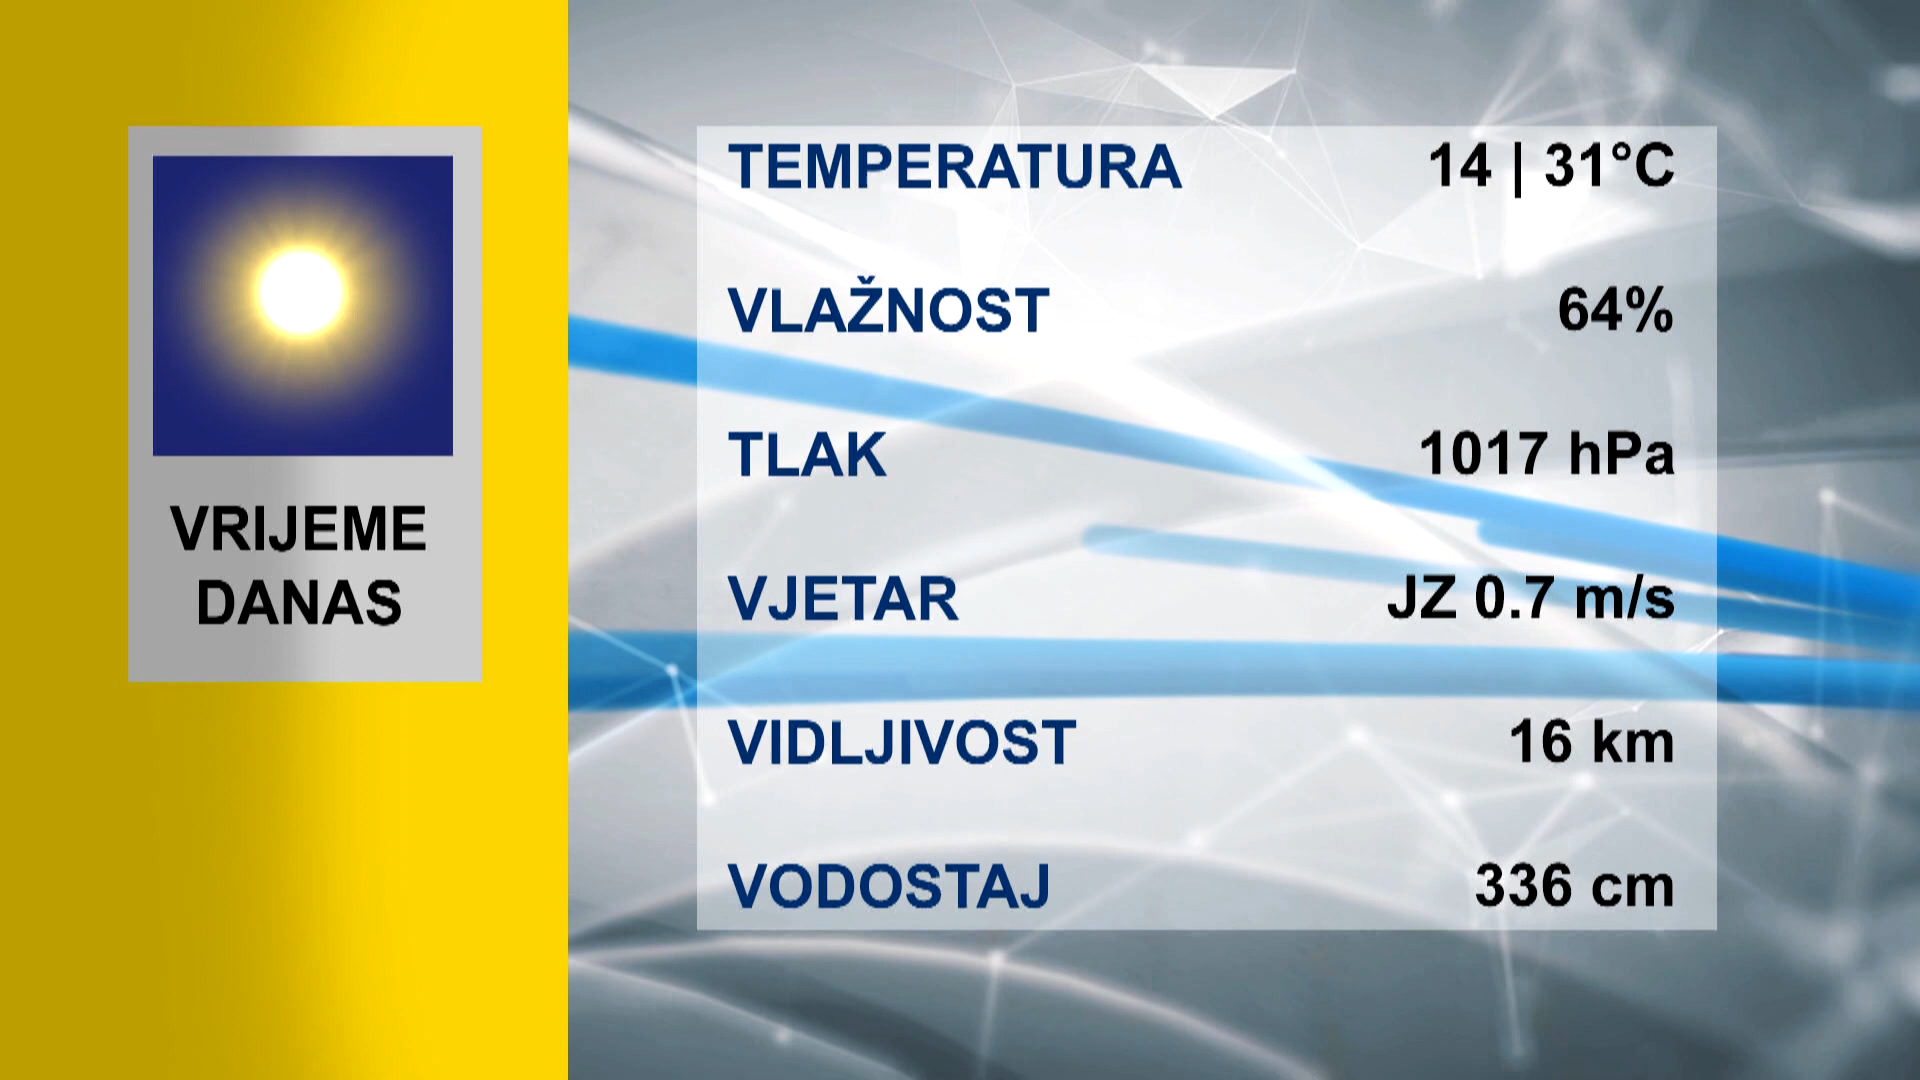 VRIJEME
DANAS
TEMPERATURA 14 | 31°C
VLAŽNOST 64%
TLAK 1017 hPa
VJETAR JZ 0.7 m/s
VIDLJIVOST 16 km
VODOSTAJ 336 cm